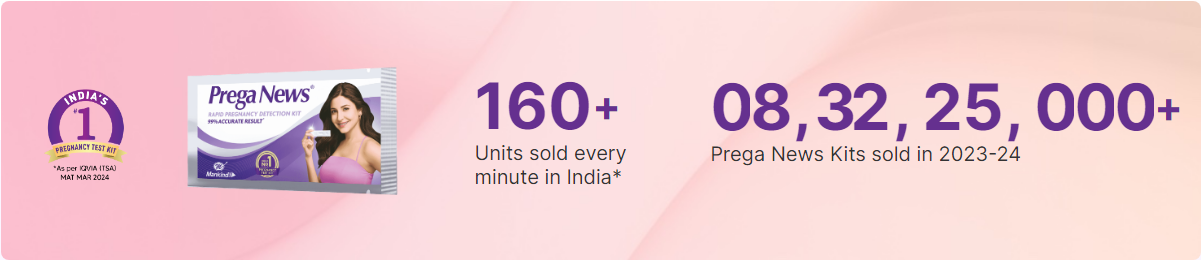 INDIA'S
#1
PREGNANCY TEST KIT
*As per IQVIA (TSA)
MAT MAR 2024
Prega News®
RAPID PREGNANCY DETECTION KIT
99% ACCURATE RESULT*
Mankind
#1
160+
Units sold every
minute in India*
08,32,25,000+
Prega News Kits sold in 2023-24